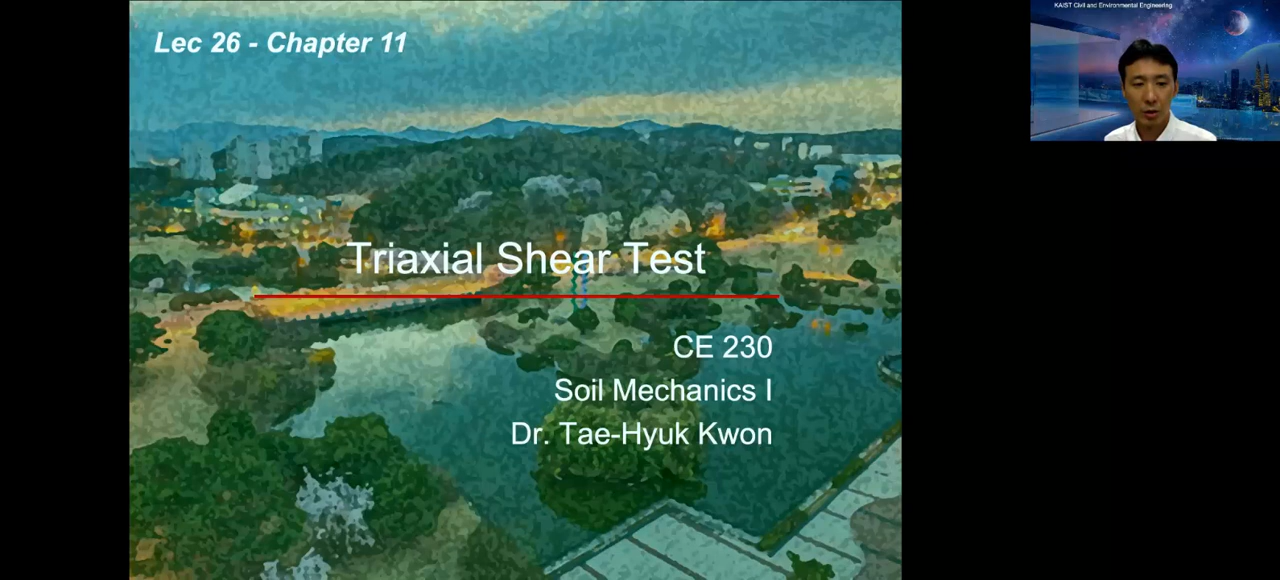 Lec 26 - Chapter 11
KAIST Civil and Environmental Engineering
Triaxial Shear Test
CE 230
Soil Mechanics I
Dr. Tae-Hyuk Kwon